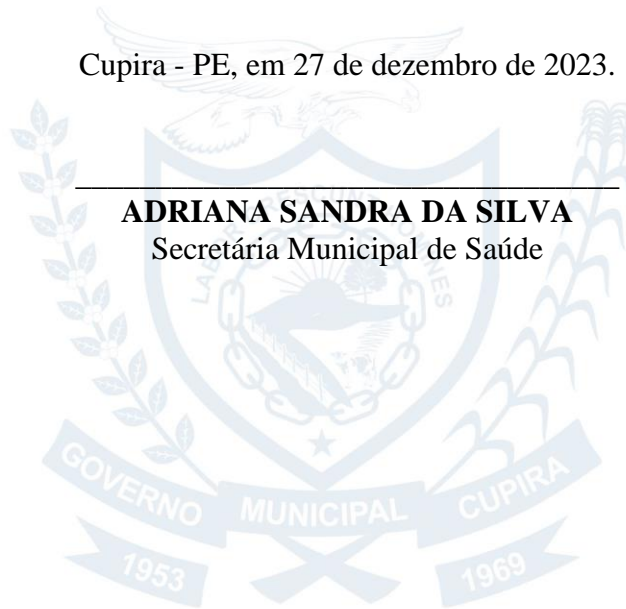 Cupira - PE, em 27 de dezembro de 2023.
ADRIANA SANDRA DA SILVA
Secretária Municipal de Saúde
GOVERNO MUNICIPAL CUPIRA
1953 1969